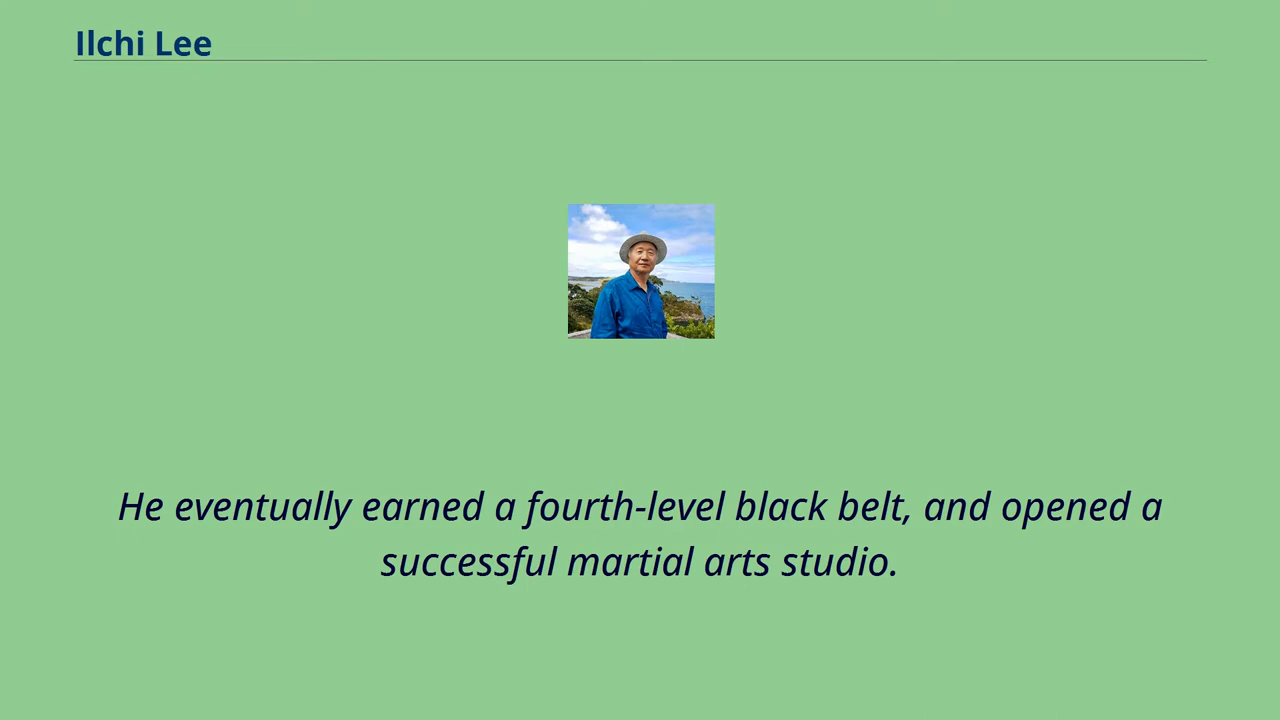 Ilchi Lee
He eventually earned a fourth-level black belt, and opened a
successful martial arts studio.